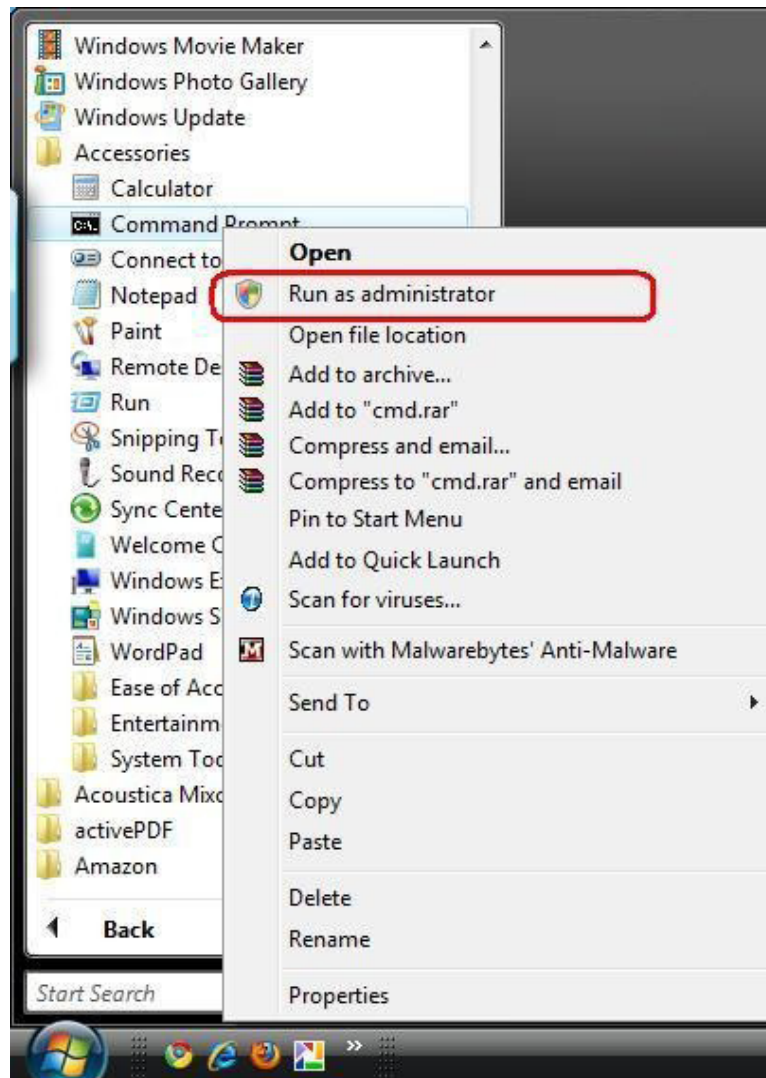 Windows Movie Maker
Windows Photo Gallery
Windows Update
Accessories
Calculator
Command Prompt
Connect to
Notepad
Paint
Remote De
Run
Snipping T
Sound Reco
Sync Cente
Welcome C
Windows E
Windows S
WordPad
Ease of Acc
Entertainm
System Too
Acoustica Mixc
activePDF
Amazon
Back
Start Search
Open
Run as administrator
Open file location
Add to archive...
Add to "cmd.rar"
Compress and email...
Compress to "cmd.rar" and email
Pin to Start Menu
Add to Quick Launch
Scan for viruses...
Scan with Malwarebytes' Anti-Malware
Send To
Cut
Copy
Paste
Delete
Rename
Properties